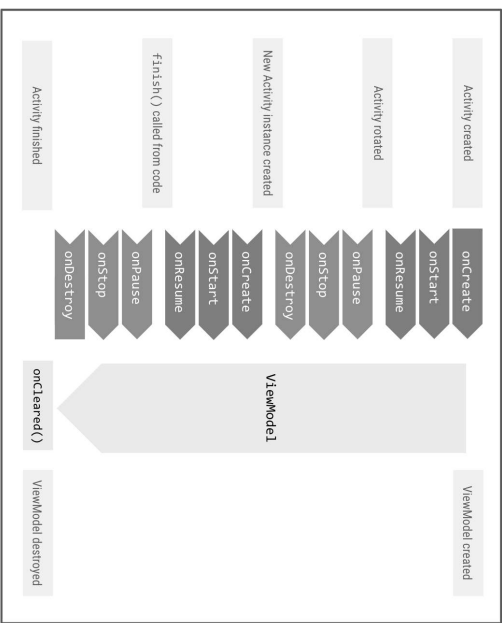 Activity created
Activity rotated
New Activity instance created
finish() called from code
Activity finished
onCreate
onStart
onResume
onPause
onStop
onDestroy
onCreate
onStart
onResume
onPause
onStop
onDestroy
ViewModel
onCleared()
ViewModel created
ViewModel destroyed